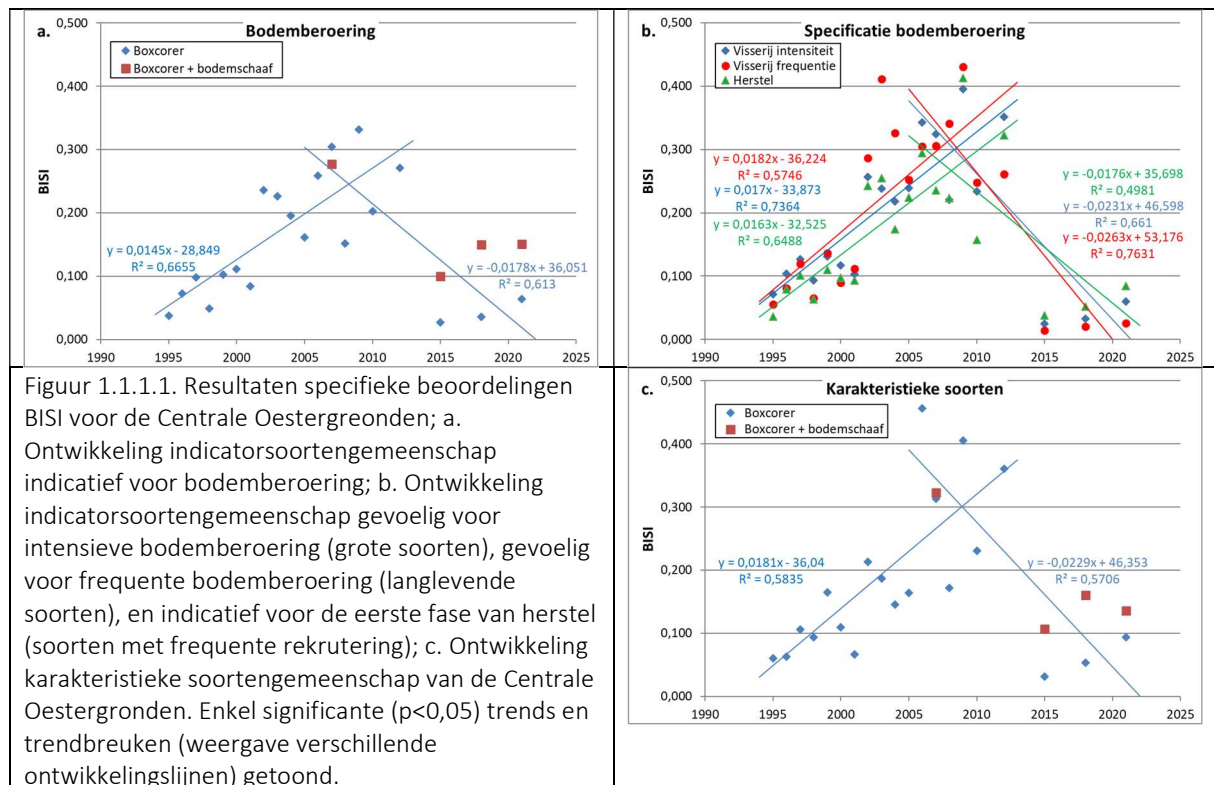 a.
Bodemberoering
Boxcorer
Boxcorer + bodemschaaf
BISI
0,500
0,400
0,300
0,200
0,100
0,000
y = 0,0145x - 28,849
R² = 0,6655
y = -0,0178x + 36,051
R² = 0,613
1990 1995 2000 2005 2010 2015 2020 2025
b.
Specificatie bodemberoering
Visserij intensiteit
Visserij frequentie
Herstel
BISI
0,500
0,400
0,300
0,200
0,100
0,000
y = 0,0182x - 36,224
R² = 0,5746
y = 0,017x - 33,873
R² = 0,7364
y = 0,0163x - 32,525
R² = 0,6488
y = -0,0176x + 35,698
R² = 0,4981
y = -0,0231x + 46,598
R² = 0,661
y = -0,0263x + 53,176
R² = 0,7631
1990 1995 2000 2005 2010 2015 2020 2025
Figuur 1.1.1.1. Resultaten specifieke beoordelingen
BISI voor de Centrale Oestergreonden; a.
Ontwikkeling indicatorsoortengemeenschap
indicatief voor bodemberoering; b. Ontwikkeling
indicatorsoortengemeenschap gevoelig voor
intensieve bodemberoering (grote soorten), gevoelig
voor frequente bodemberoering (langlevende
soorten), en indicatief voor de eerste fase van herstel
(soorten met frequente rekrutering); c. Ontwikkeling
karakteristieke soortengemeenschap van de Centrale
Oestergronden. Enkel significante (p<0,05) trends en
trendbreuken (weergave verschillende
ontwikkelingslijnen) getoond.
c.
Karakteristieke soorten
Boxcorer
Boxcorer + bodemschaaf
BISI
0,500
0,400
0,300
0,200
0,100
0,000
y = 0,0181x - 36,04
R² = 0,5835
y = -0,0229x + 46,353
R² = 0,5706
1990 1995 2000 2005 2010 2015 2020 2025